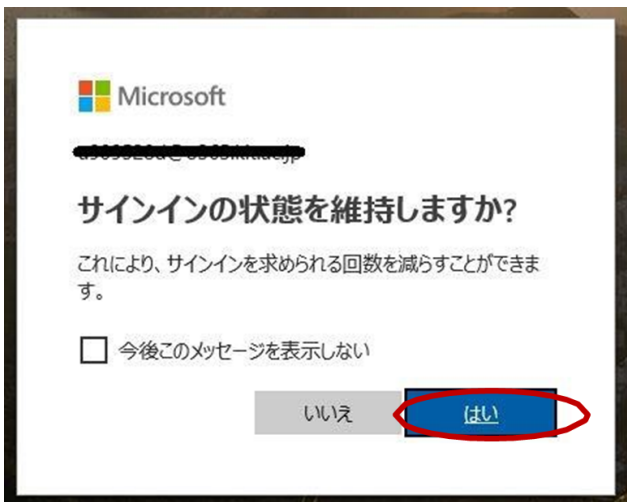 Microsoft
サインインの状態を維持しますか?
これにより、サインインを求められる回数を減らすことができま
す。
今後このメッセージを表示しない
いいえ
はい